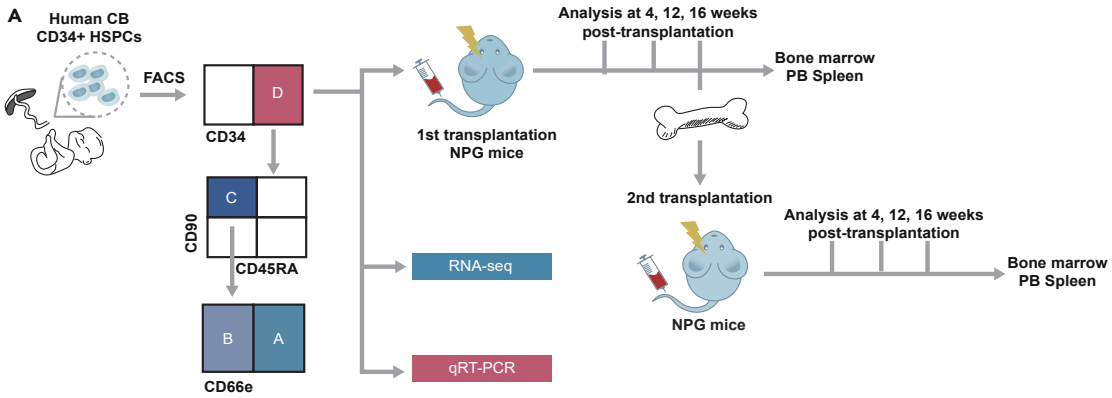 A
Human CB
CD34+ HSPCs
FACS
D
CD34
C
CD90
CD45RA
B
A
CD66e
1st transplantation
NPG mice
RNA-seq
qRT-PCR
Analysis at 4, 12, 16 weeks
post-transplantation
Bone marrow
PB Spleen
2nd transplantation
NPG mice
Analysis at 4, 12, 16 weeks
post-transplantation
Bone marrow
PB Spleen